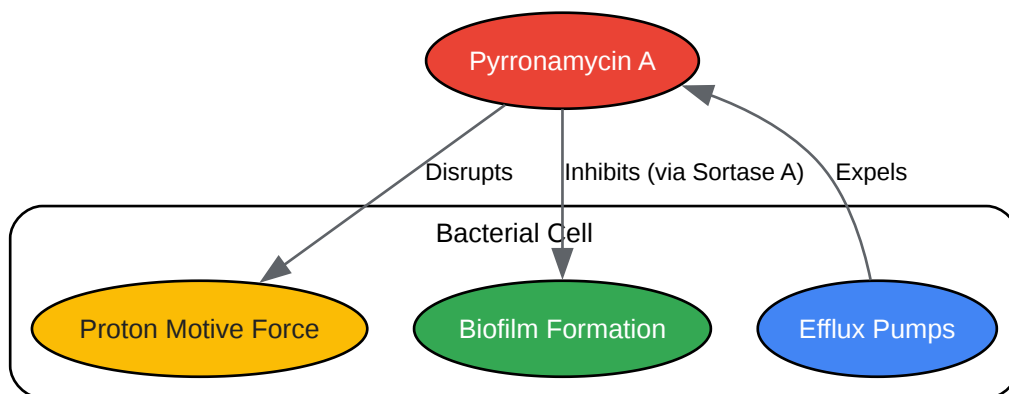 Pyrronamycin A
Disrupts
Inhibits (via Sortase A)
Expels
Bacterial Cell
Proton Motive Force
Biofilm Formation
Efflux Pumps